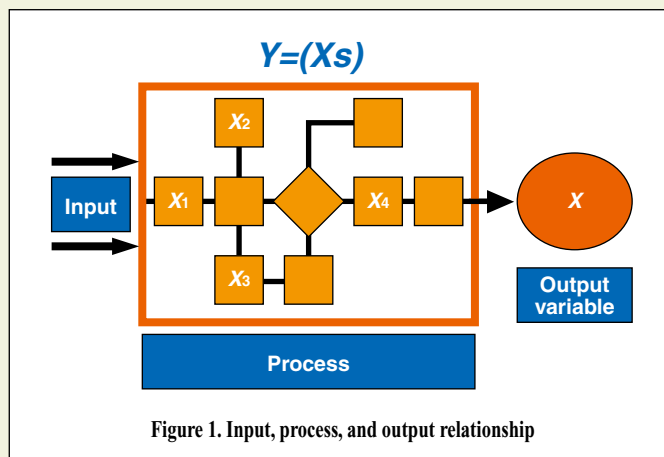 Y=(Xs)
X2
Input
X1
X4
X
X3
Output
variable
Process
Figure 1. Input, process, and output relationship